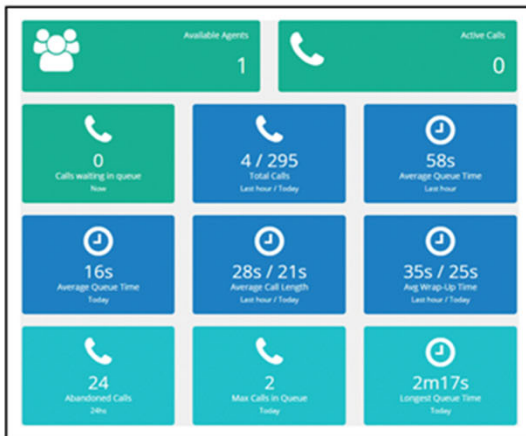 Available Agents
1
Active Calls
0
0
Calls waiting in queue
Now
4 / 295
Total Calls
Last hour / Today
58s
Average Queue Time
Last hour
16s
Average Queue Time
Today
28s / 21s
Average Call Length
Last hour / Today
35s / 25s
Avg Wrap-Up Time
Last hour / Today
24
Abandoned Calls
24hs
2
Max Calls in Queue
Today
2m17s
Longest Queue Time
Today